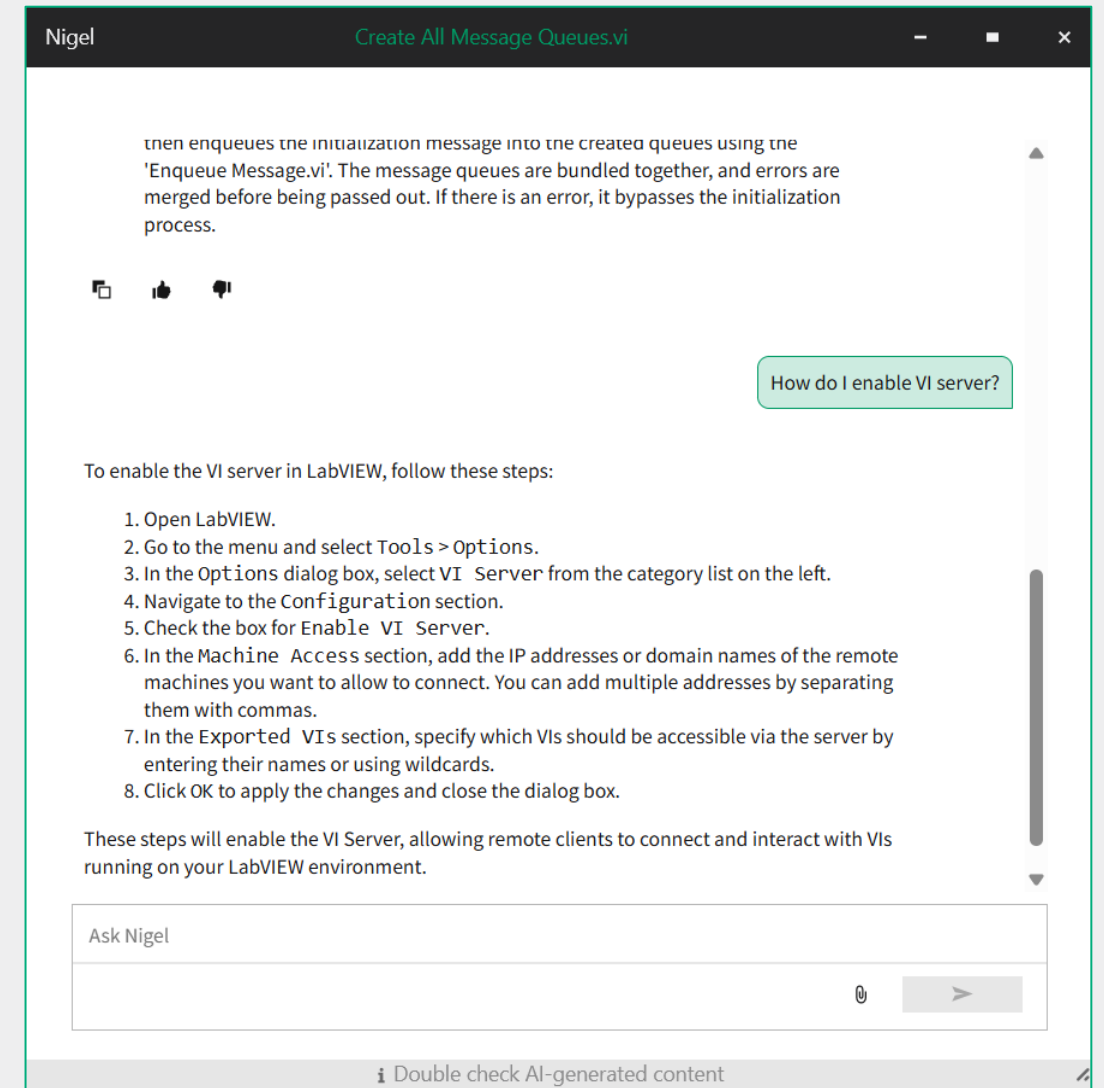 Nigel
Create All Message Queues.vi
then enqueues the initialization message into the created queues using the
'Enqueue Message.vi'. The message queues are bundled together, and errors are
merged before being passed out. If there is an error, it bypasses the initialization
process.
How do I enable VI server?
To enable the VI server in LabVIEW, follow these steps:
1. Open LabVIEW.
2. Go to the menu and select Tools > Options.
3. In the Options dialog box, select VI Server from the category list on the left.
4. Navigate to the Configuration section.
5. Check the box for Enable VI Server.
6. In the Machine Access section, add the IP addresses or domain names of the remote
machines you want to allow to connect. You can add multiple addresses by separating
them with commas.
7. In the Exported VIs section, specify which VIs should be accessible via the server by
entering their names or using wildcards.
8. Click OK to apply the changes and close the dialog box.
These steps will enable the VI Server, allowing remote clients to connect and interact with VIs
running on your LabVIEW environment.
Ask Nigel
Double check AI-generated content